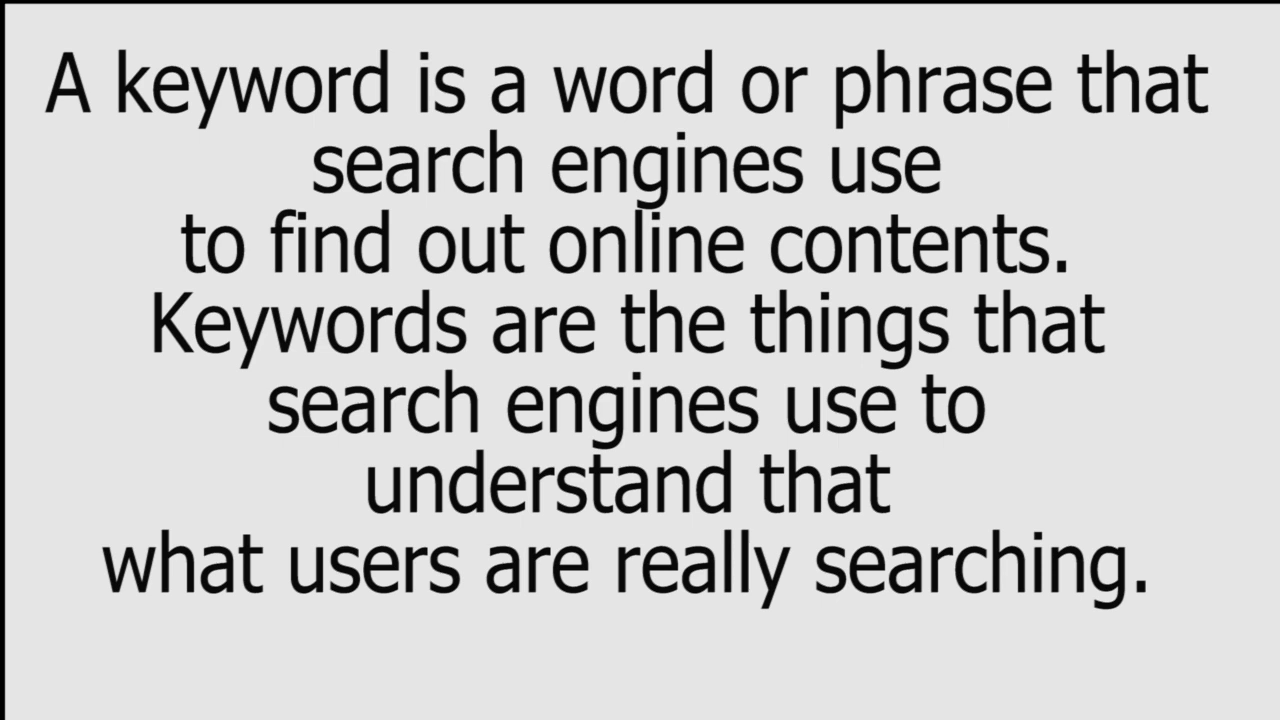 A keyword is a word or phrase that
search engines use
to find out online contents.
Keywords are the things that
search engines use to
understand that
what users are really searching.